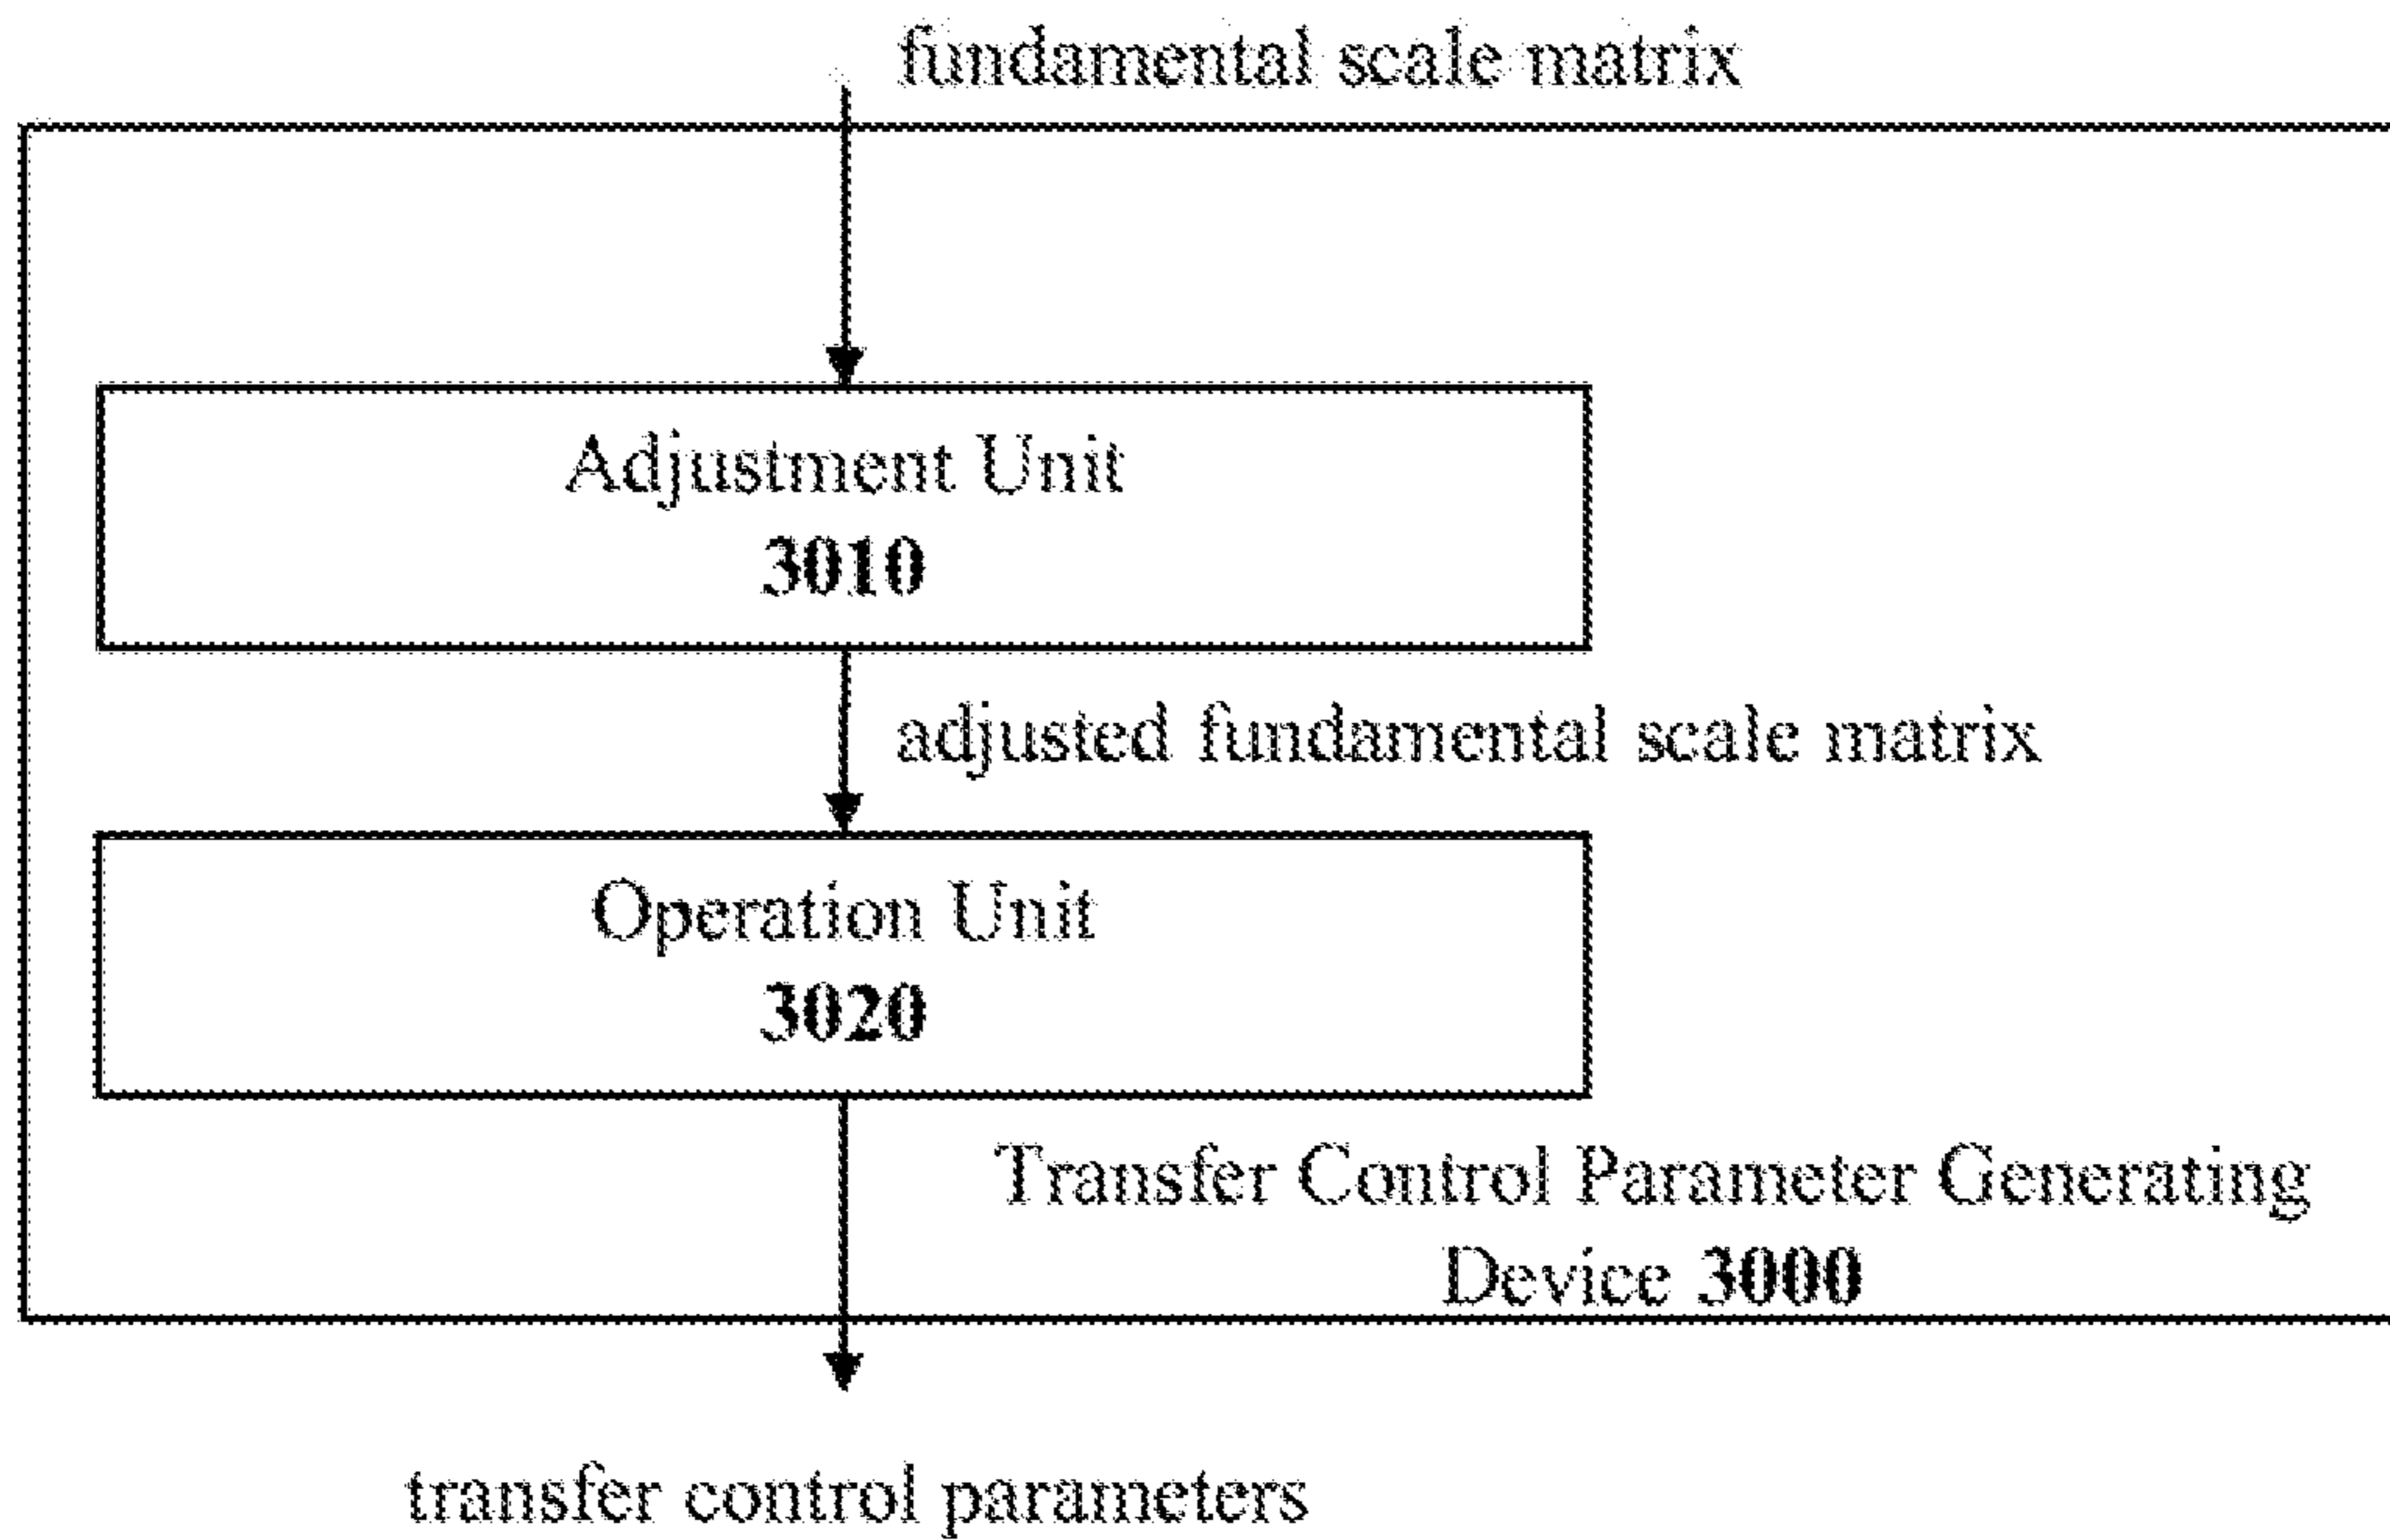 fundamental scale matrix
Adjustment Unit
3010
adjusted fundamental scale matrix
Operation Unit
3020
Transfer Control Parameter Generating
Device 3000
transfer control parameters